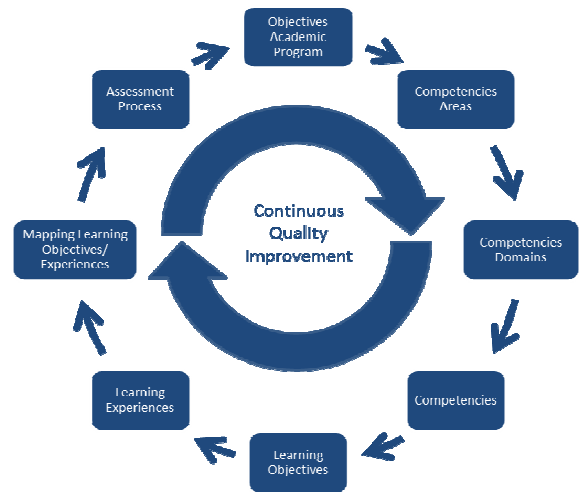 Objectives
Academic
Program
Competencies
Areas
Competencies
Domains
Competencies
Learning
Objectives
Learning
Experiences
Mapping Learning
Objectives/
Experiences
Assessment
Process
Continuous
Quality
Improvement